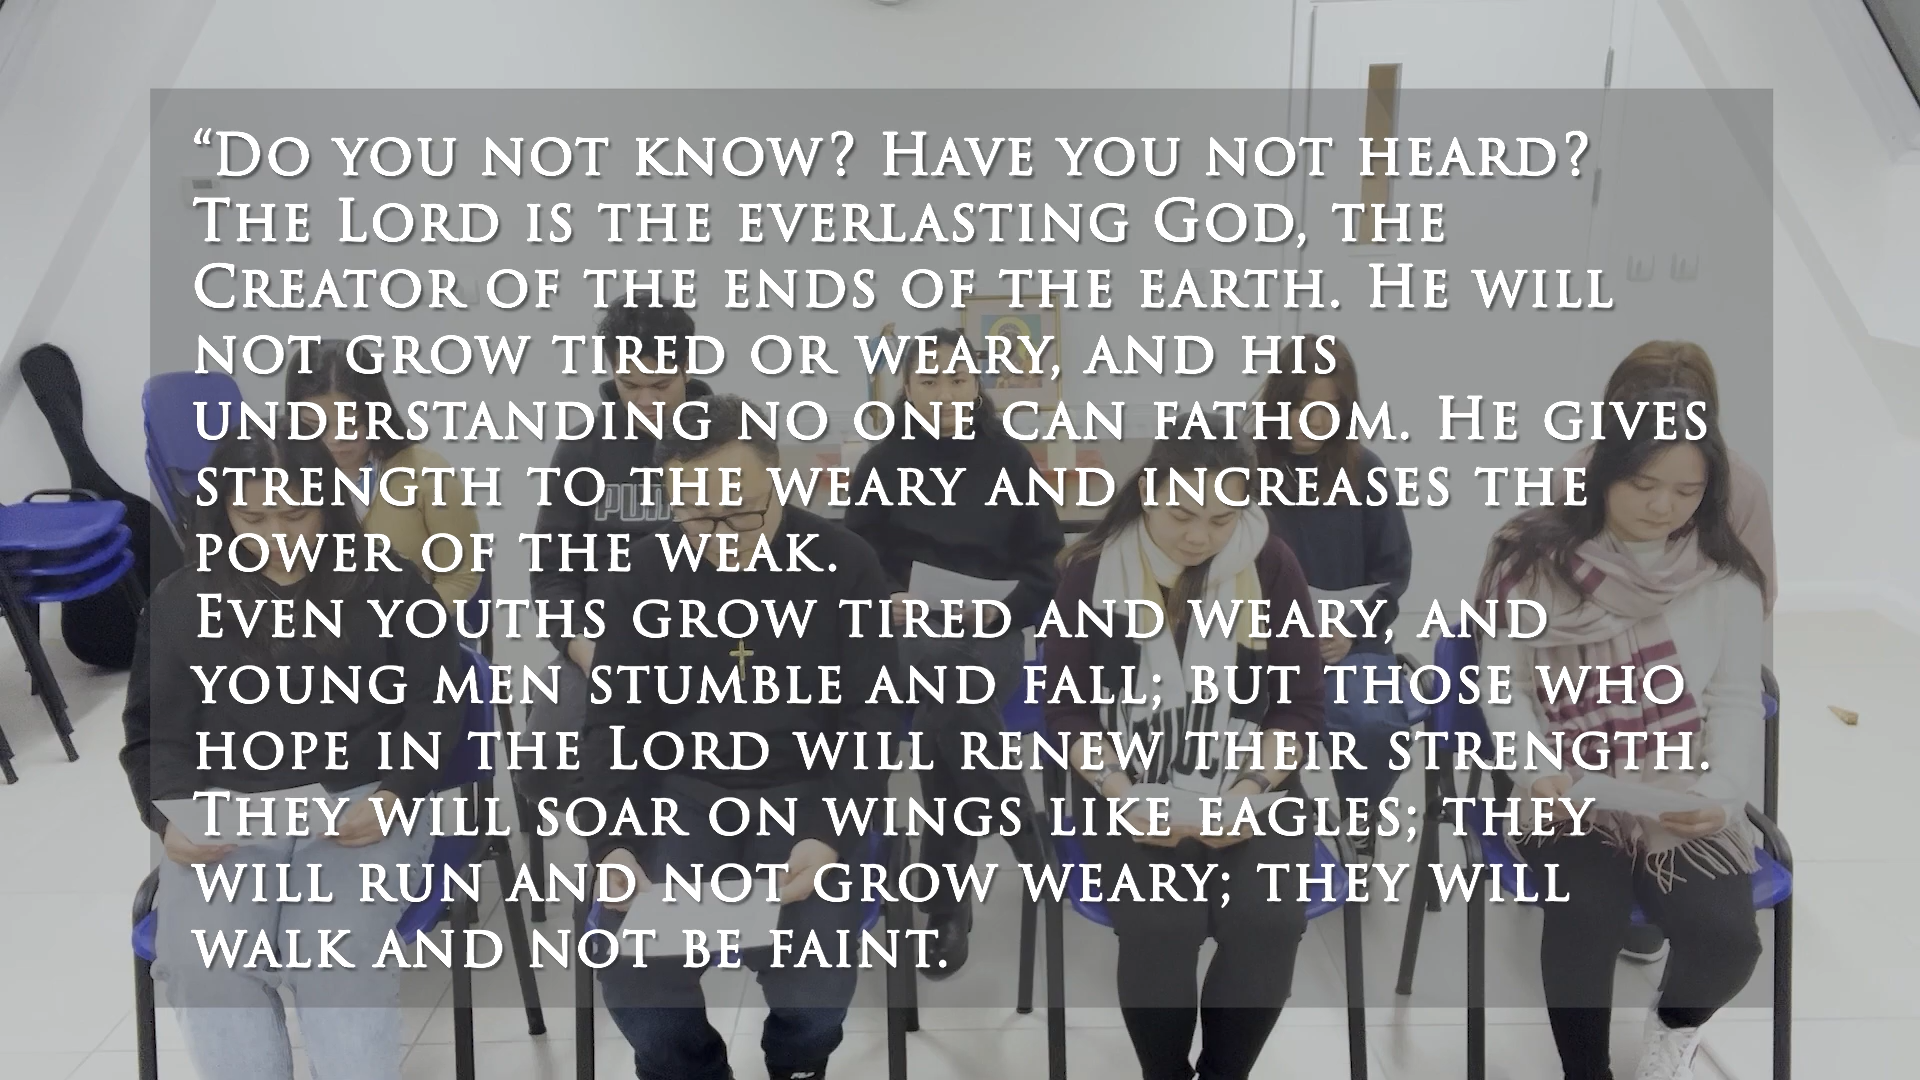 “Do you not know? Have you not heard?
The Lord is the everlasting God, the
Creator of the ends of the earth. He will
not grow tired or weary, and his
understanding no one can fathom. He gives
strength to the weary and increases the
power of the weak.
Even youths grow tired and weary, and
young men stumble and fall; but those who
hope in the Lord will renew their strength.
They will soar on wings like eagles; they
will run and not grow weary; they will
walk and not be faint.
PUMA